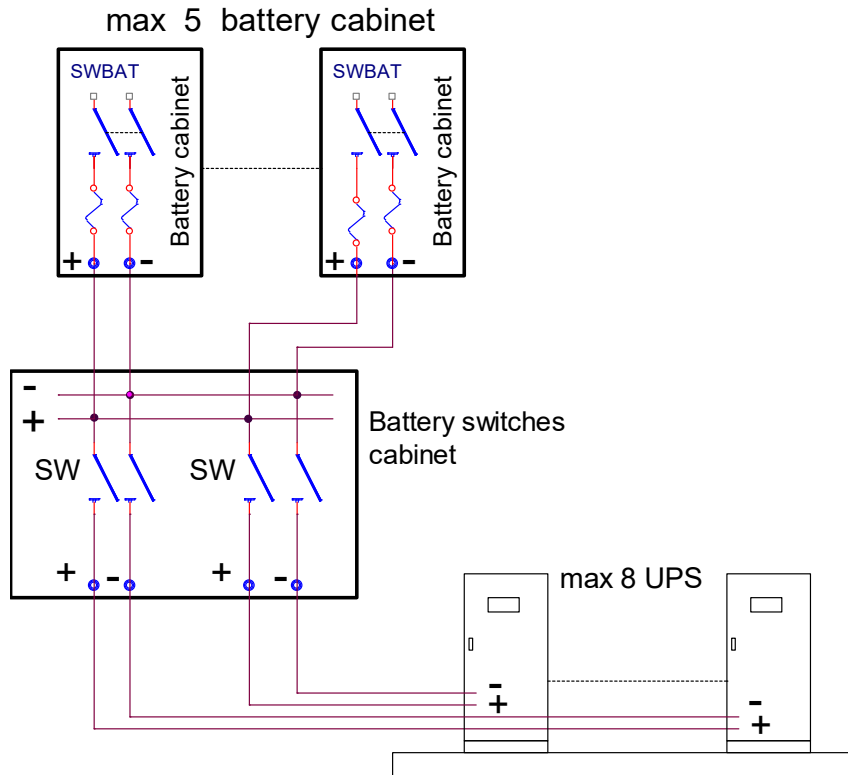 max 5 battery cabinet
SWBAT
Battery cabinet
+ -
SWBAT
Battery cabinet
+ -
-
+
Battery switches
cabinet
SW
SW
+ -
+ -
max 8 UPS
-
+
-
+